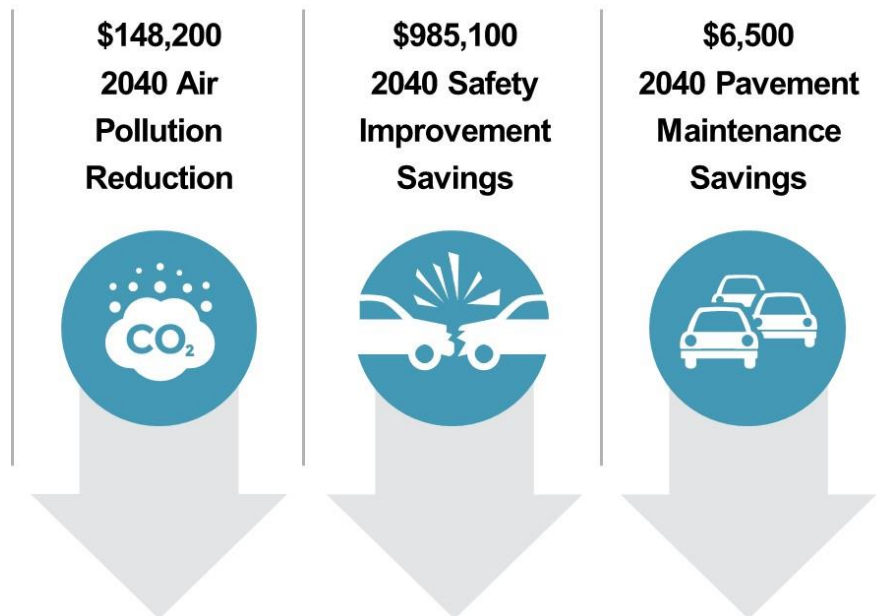 $148,200
2040 Air
Pollution
Reduction
$985,100
2040 Safety
Improvement
Savings
$6,500
2040 Pavement
Maintenance
Savings
CO₂